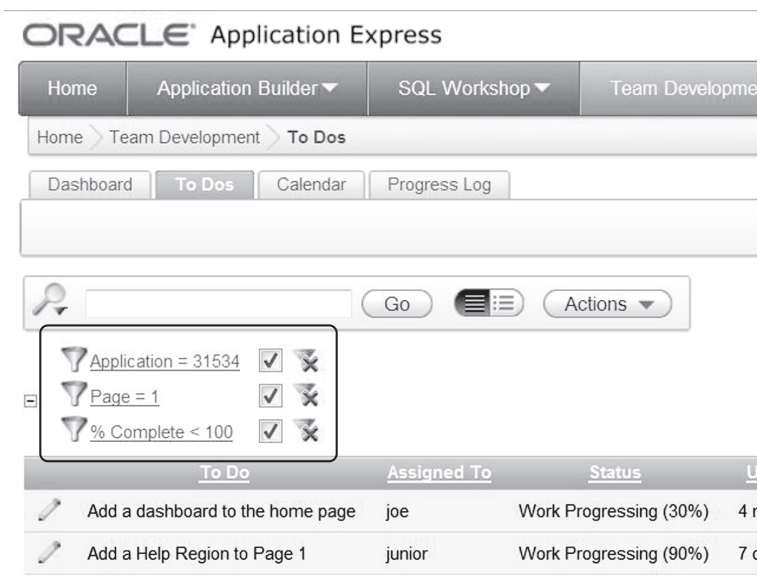 ORACLE® Application Express
Home Application Builder SQL Workshop Team Developme
Home Team Development To Dos
Dashboard To Dos Calendar Progress Log
Go Actions
Application = 31534
Page = 1
% Complete < 100
To Do Assigned To Status U
Add a dashboard to the home page joe Work Progressing (30%) 4
Add a Help Region to Page 1 junior Work Progressing (90%) 7